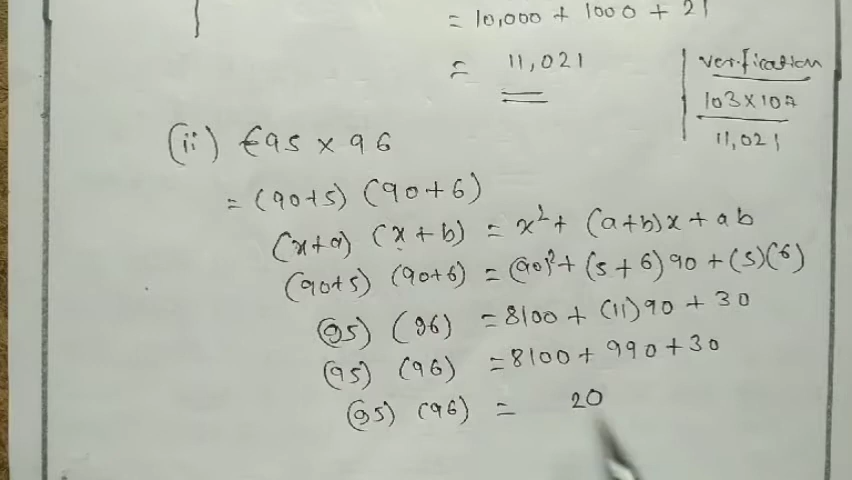 = 10,000 + 1000 + 21
= 11,021
Verification
103 × 107
11,021
(ii) 95 × 96
= (90+5) (90+6)
(x+a) (x+b) = x² + (a+b)x + ab
(90+5) (90+6) = (90)² + (5+6)90 + (5)(6)
(95) (96) = 8100 + (11)90 + 30
(95) (96) = 8100 + 990 + 30
(95) (96) = 20